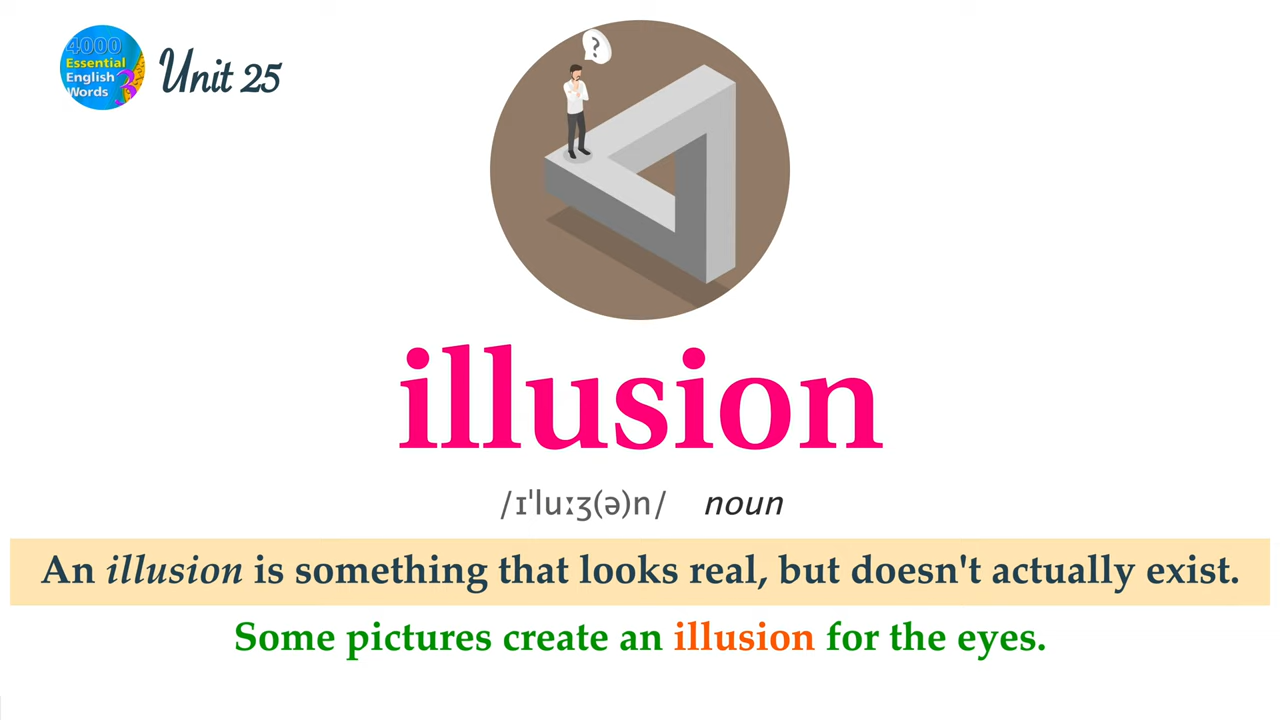 4000
Essential
English
Words 3
Unit 25
?
illusion
/ɪˈluːʒ(ə)n/ noun
An illusion is something that looks real, but doesn't actually exist.
Some pictures create an illusion for the eyes.